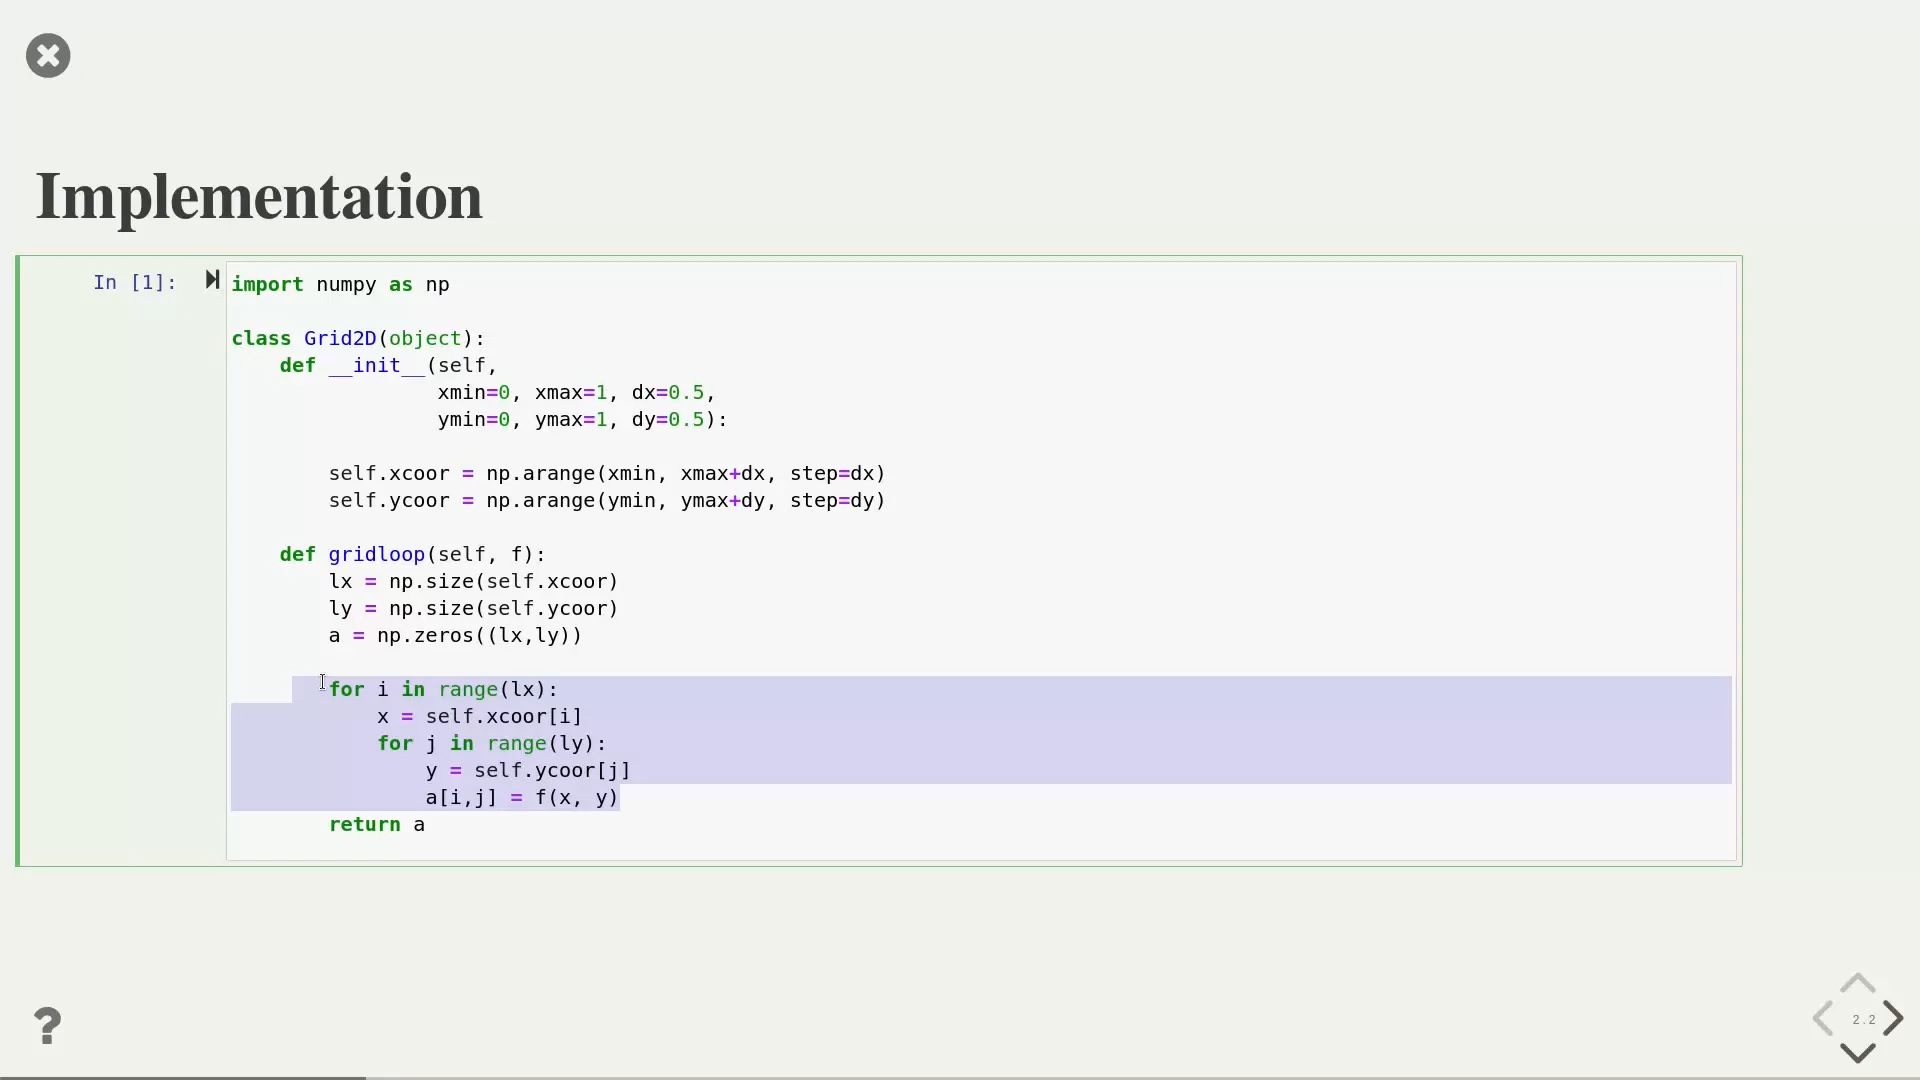 Implementation
In [1]:
import numpy as np
class Grid2D(object):
    def __init__(self,
                 xmin=0, xmax=1, dx=0.5,
                 ymin=0, ymax=1, dy=0.5):
        self.xcoor = np.arange(xmin, xmax+dx, step=dx)
        self.ycoor = np.arange(ymin, ymax+dy, step=dy)
    def gridloop(self, f):
        lx = np.size(self.xcoor)
        ly = np.size(self.ycoor)
        a = np.zeros((lx,ly))
        for i in range(lx):
            x = self.xcoor[i]
            for j in range(ly):
                y = self.ycoor[j]
                a[i,j] = f(x, y)
        return a
?
2.2